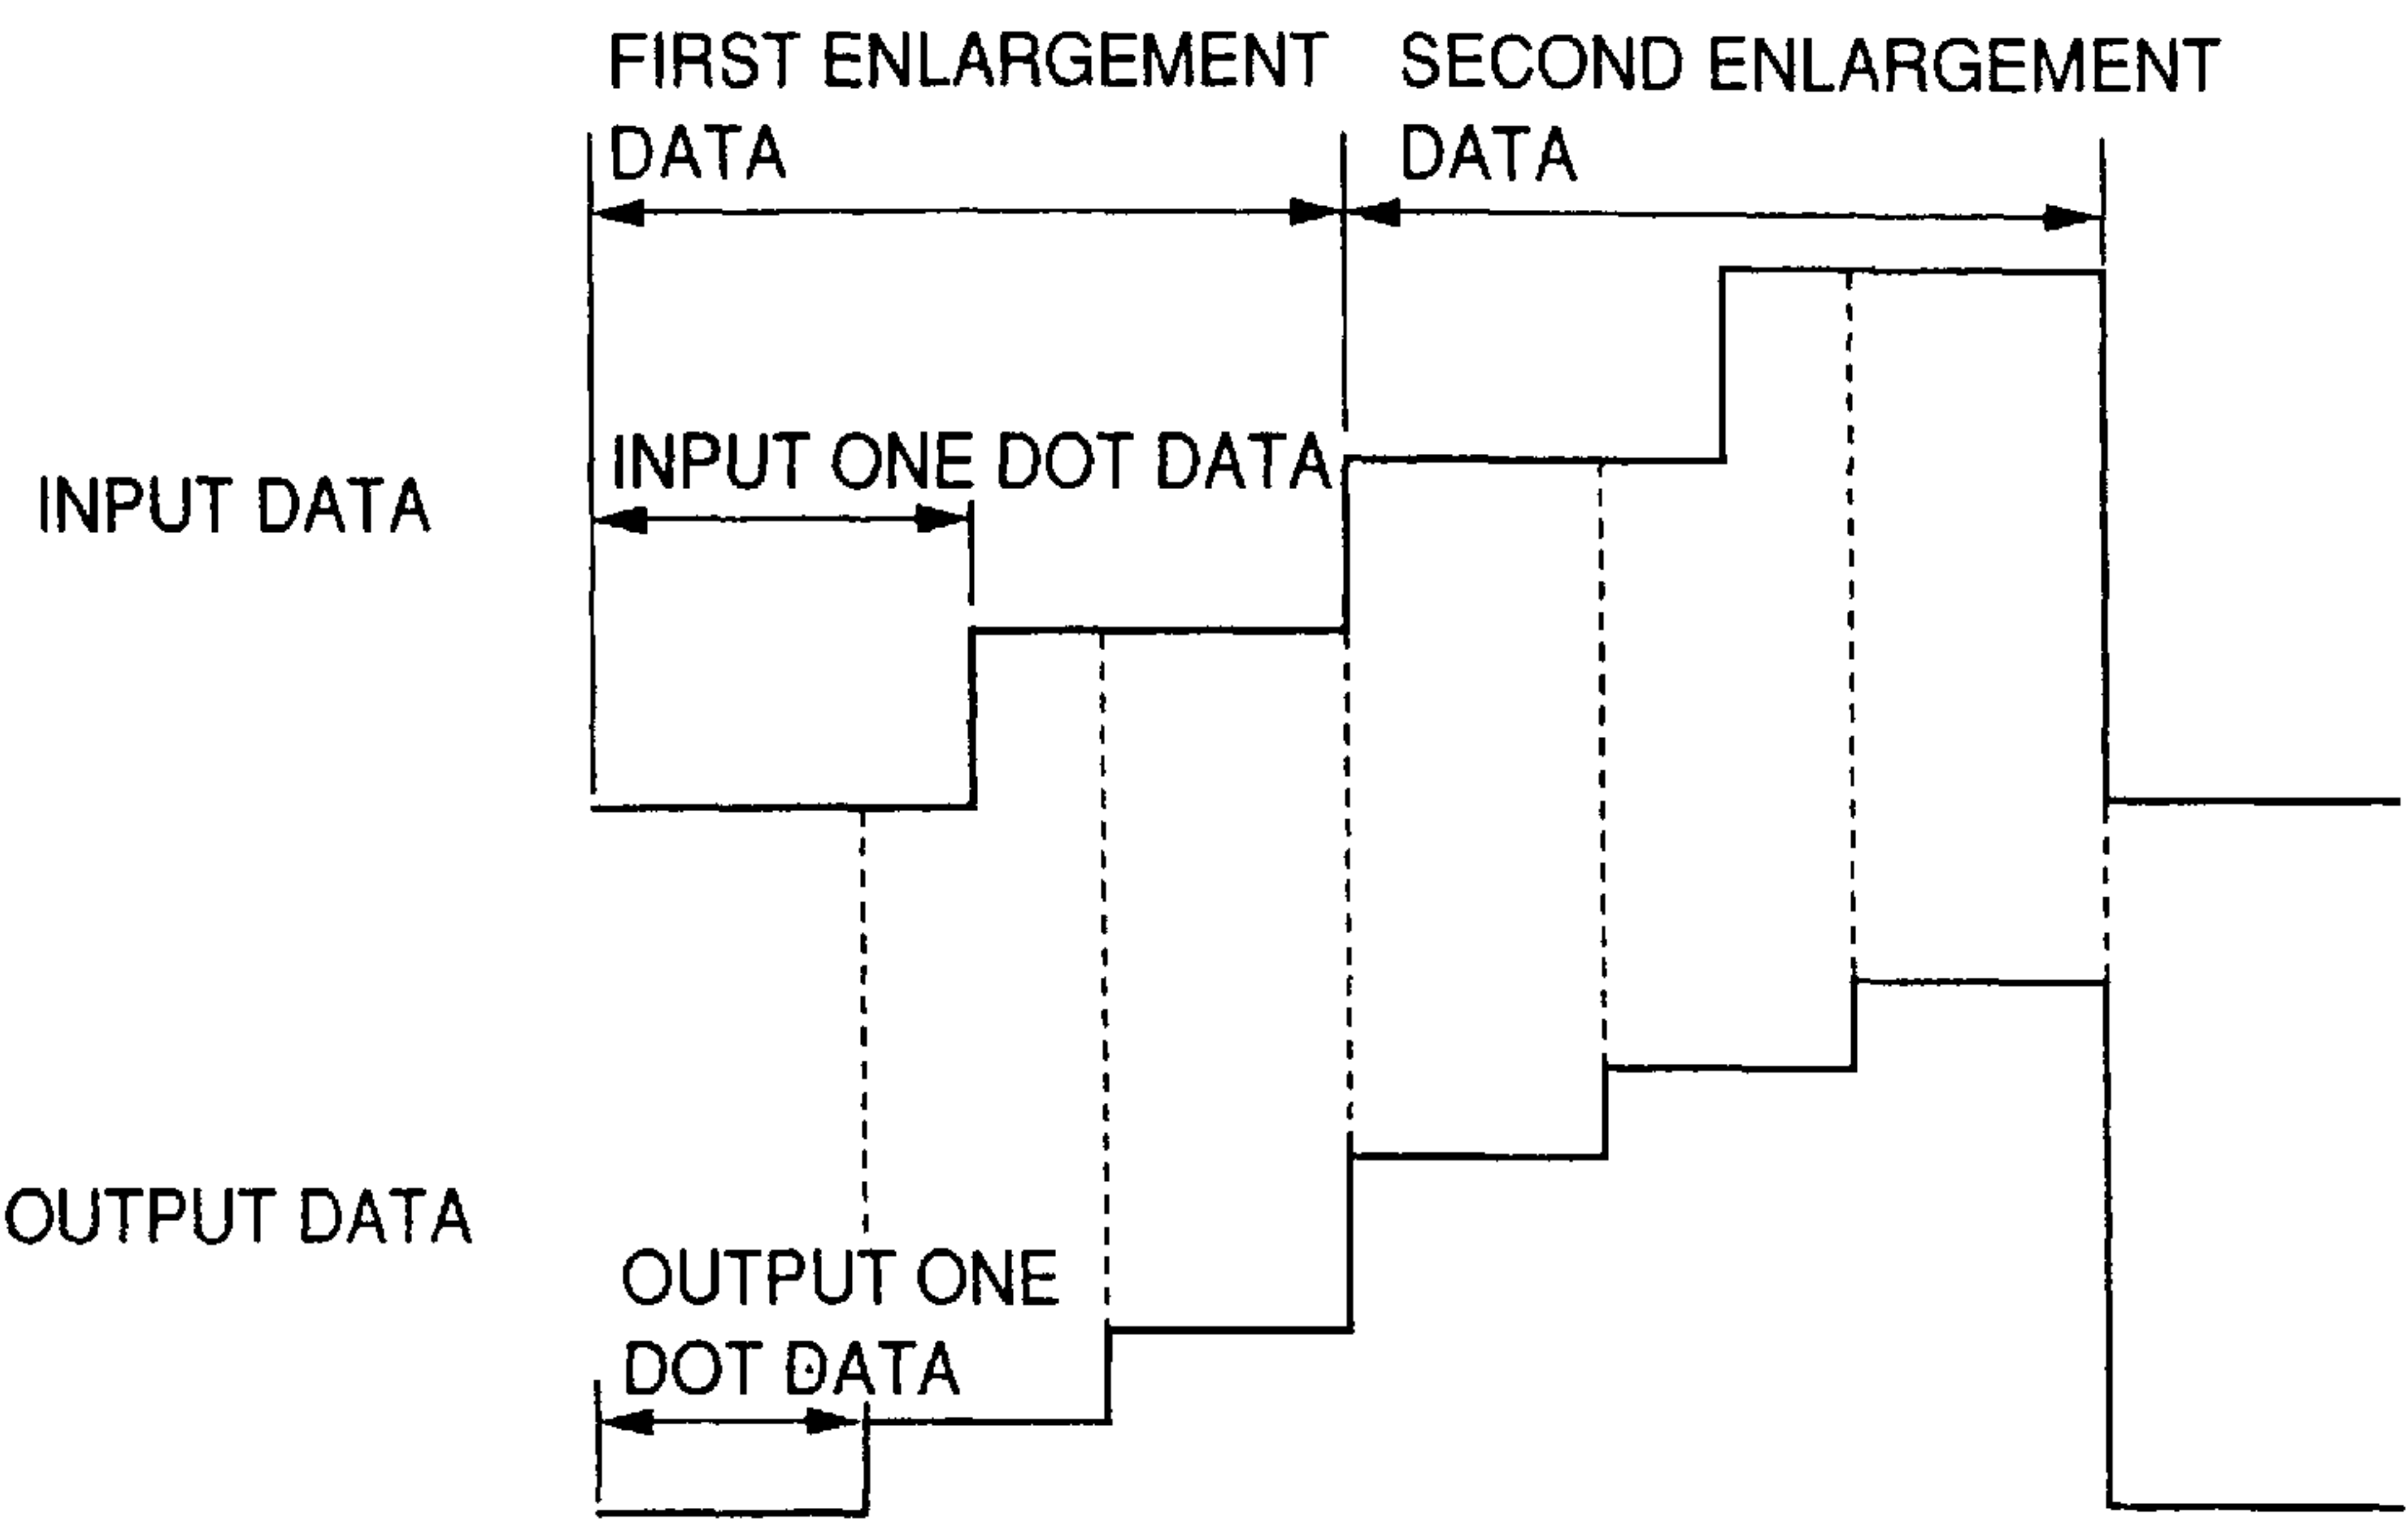 FIRST ENLARGEMENT
DATA
SECOND ENLARGEMENT
DATA
INPUT DATA
INPUT ONE DOT DATA
OUTPUT DATA
OUTPUT ONE
DOT DATA